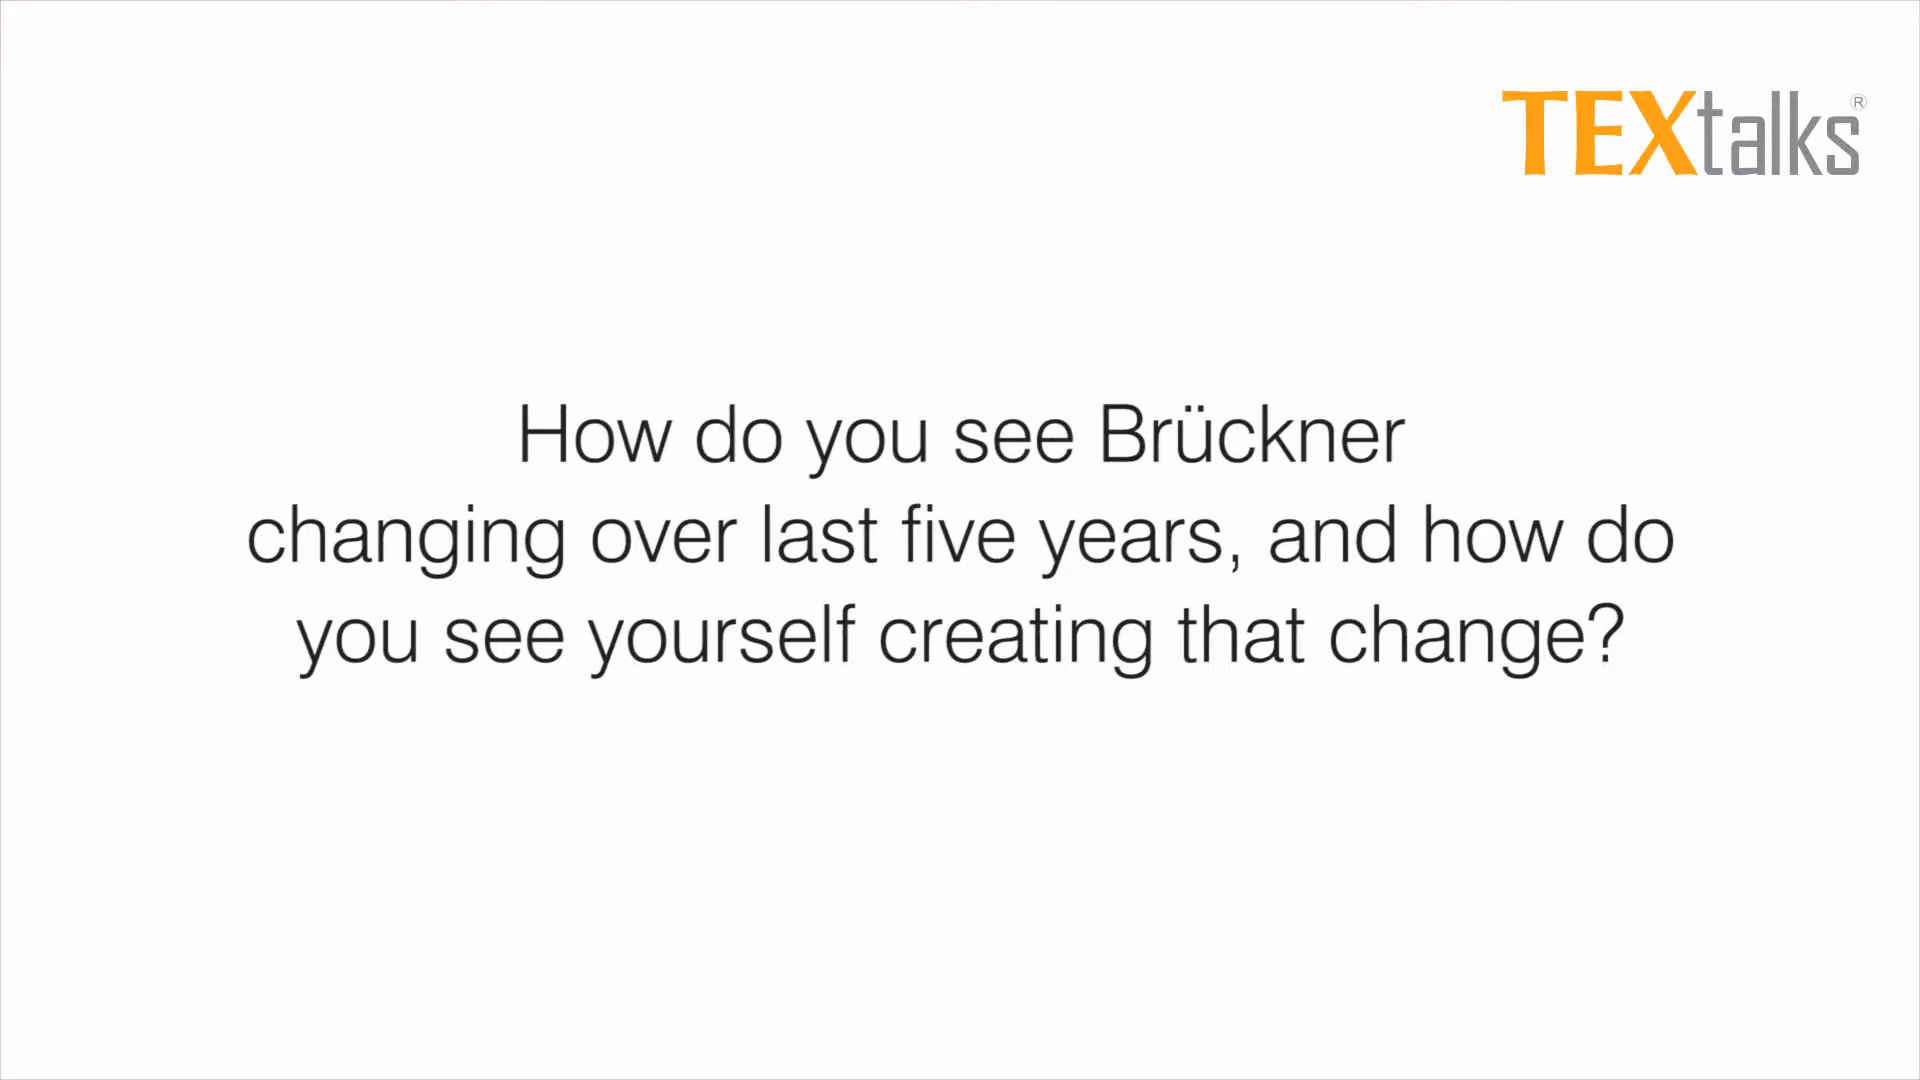 TEXtalks®
How do you see Brückner
changing over last five years, and how do
you see yourself creating that change?